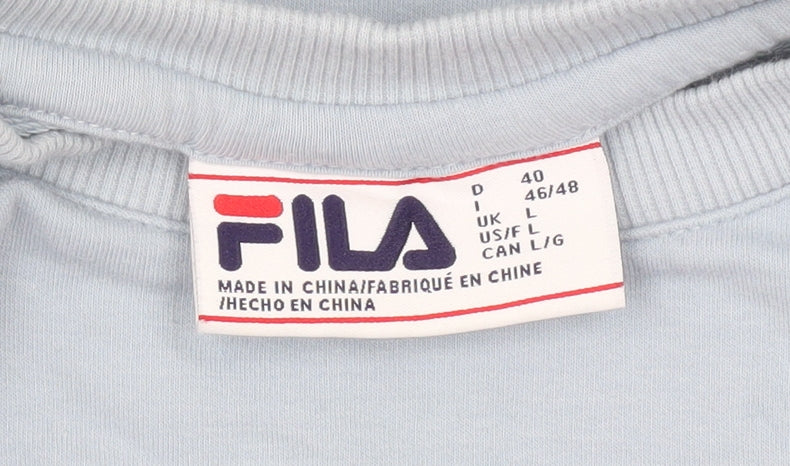 FILA
D 40
I 46/48
UK L
US/F L
CAN L/G
MADE IN CHINA/FABRIQUÉ EN CHINE
/HECHO EN CHINA